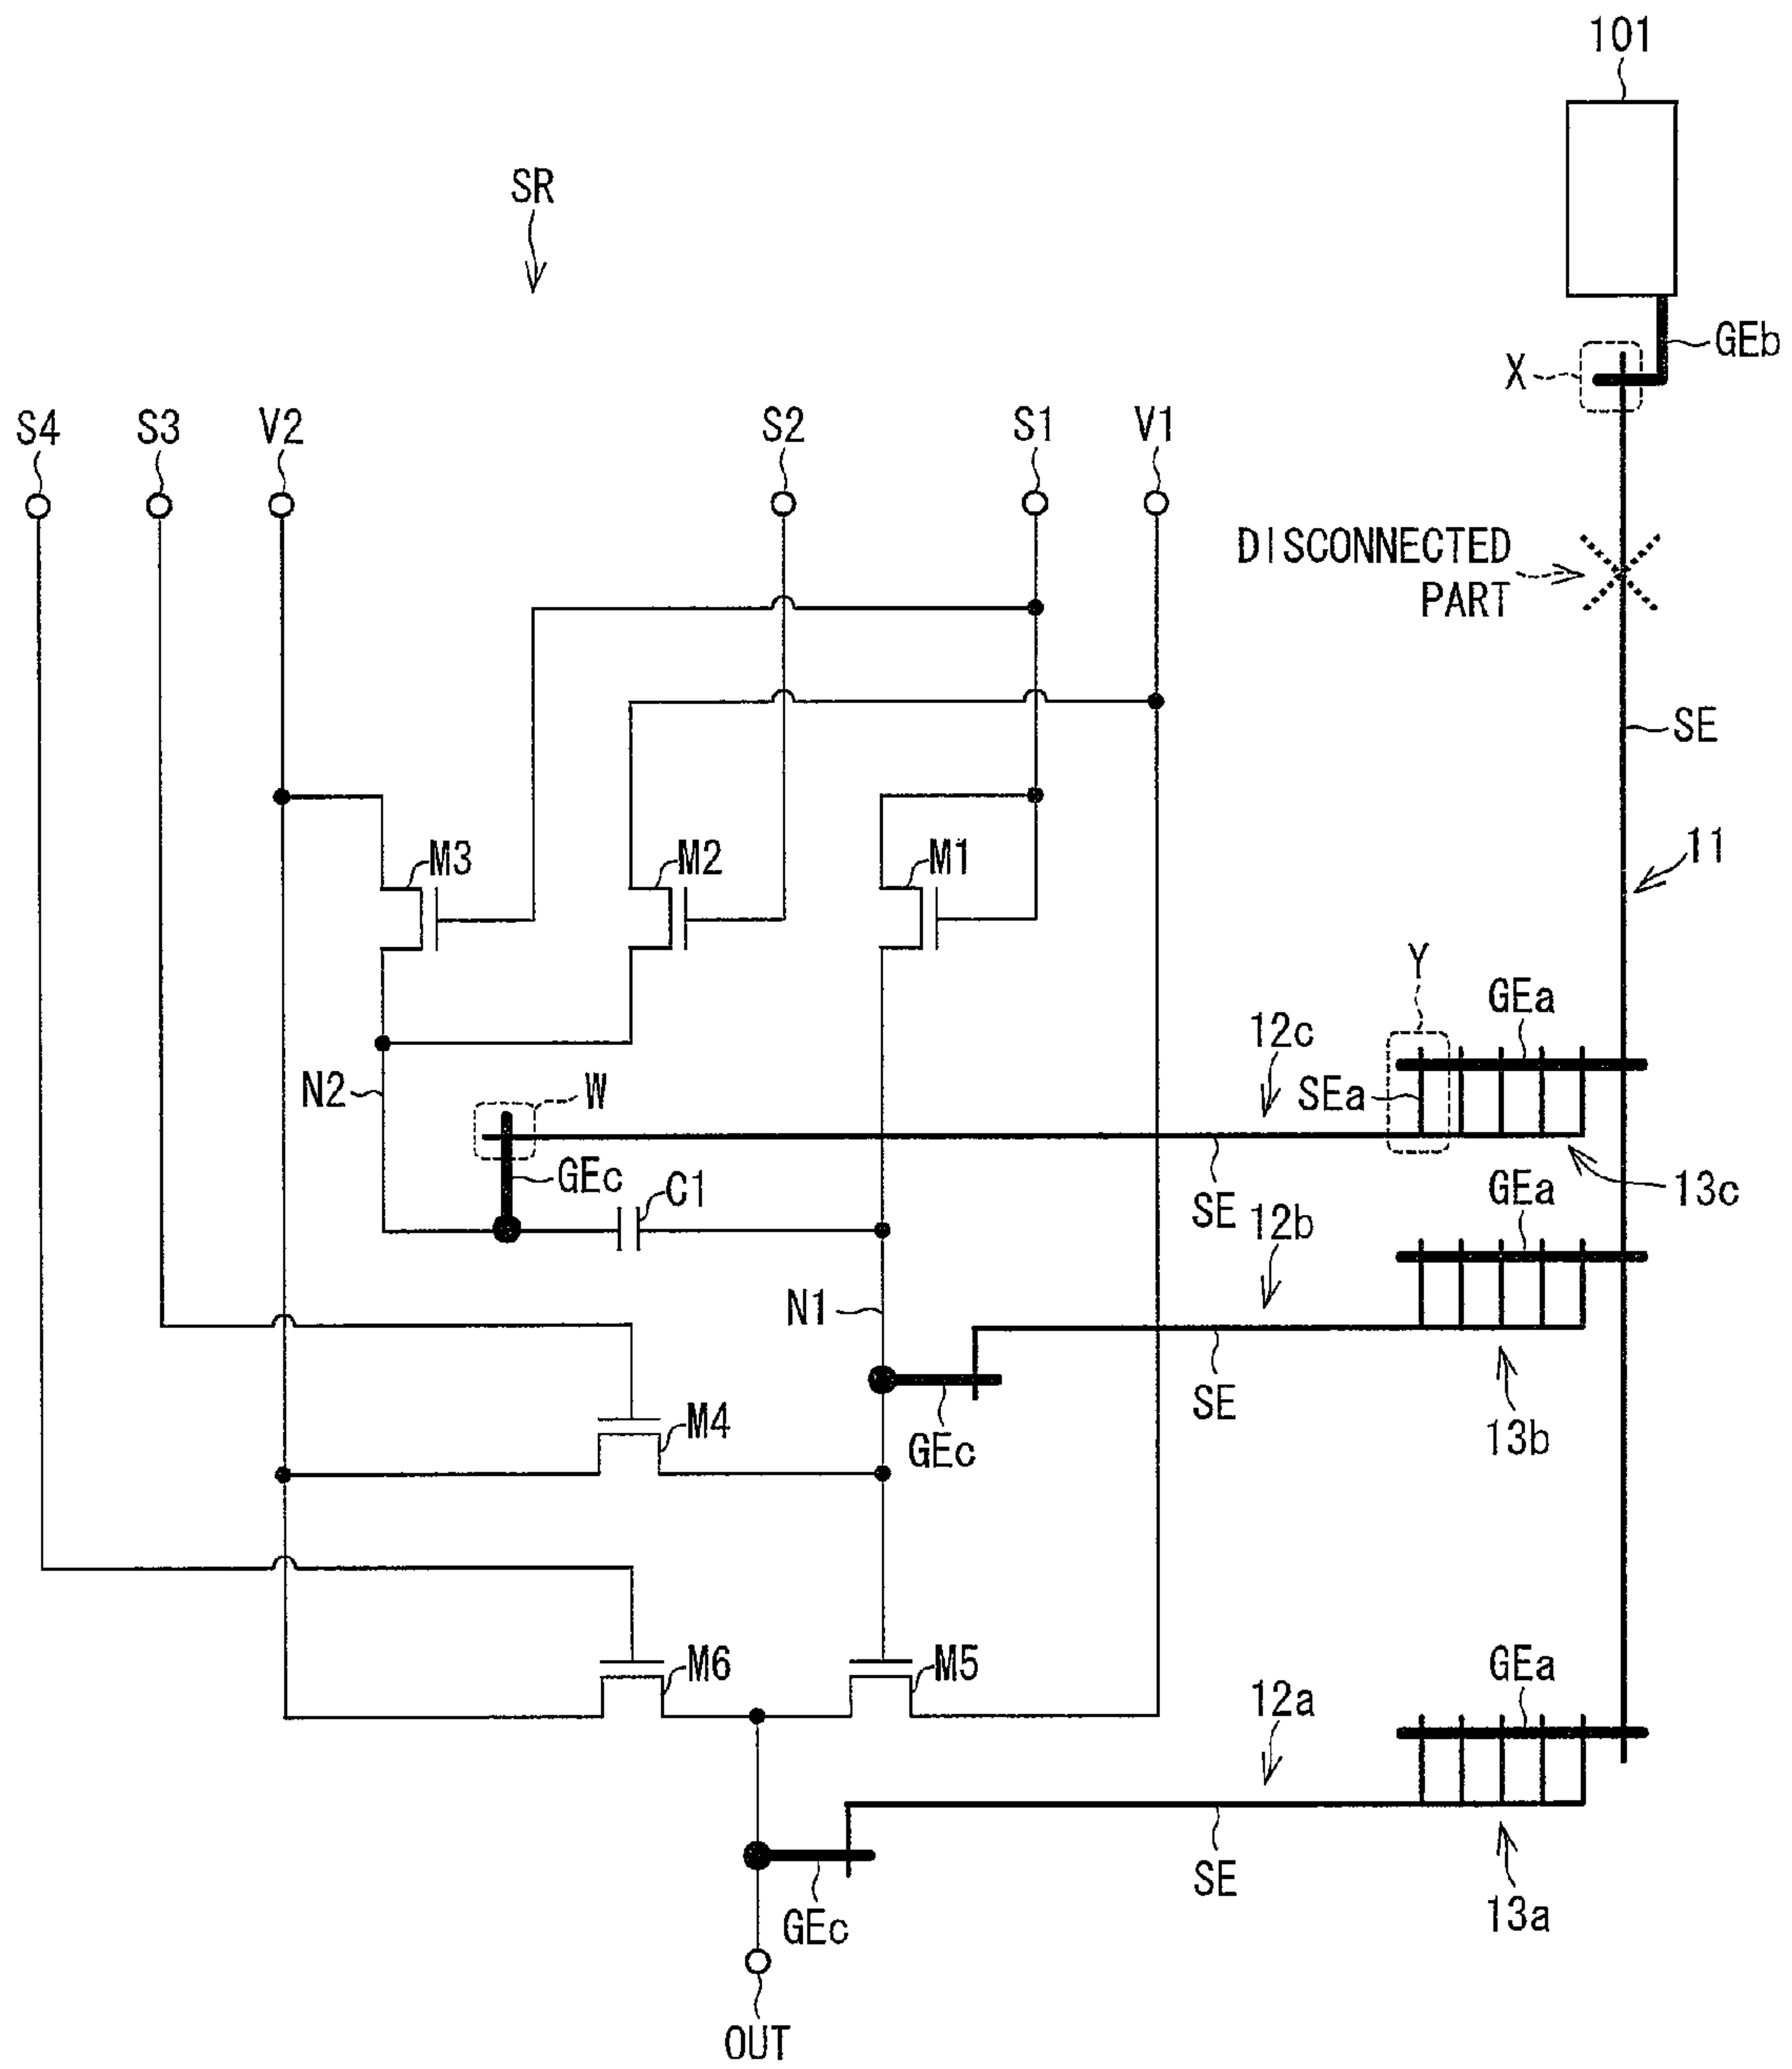 101
SR
GEb
X
S4
S3
V2
S2
S1
V1
DISCONNECTED
PART
SE
M3
M2
M1
11
Y
GEa
12c
N2
W
SEa
GEc
C1
SE
13c
12b
GEa
N1
SE
M4
GEc
13b
M6
M5
GEa
12a
SE
GEc
13a
OUT